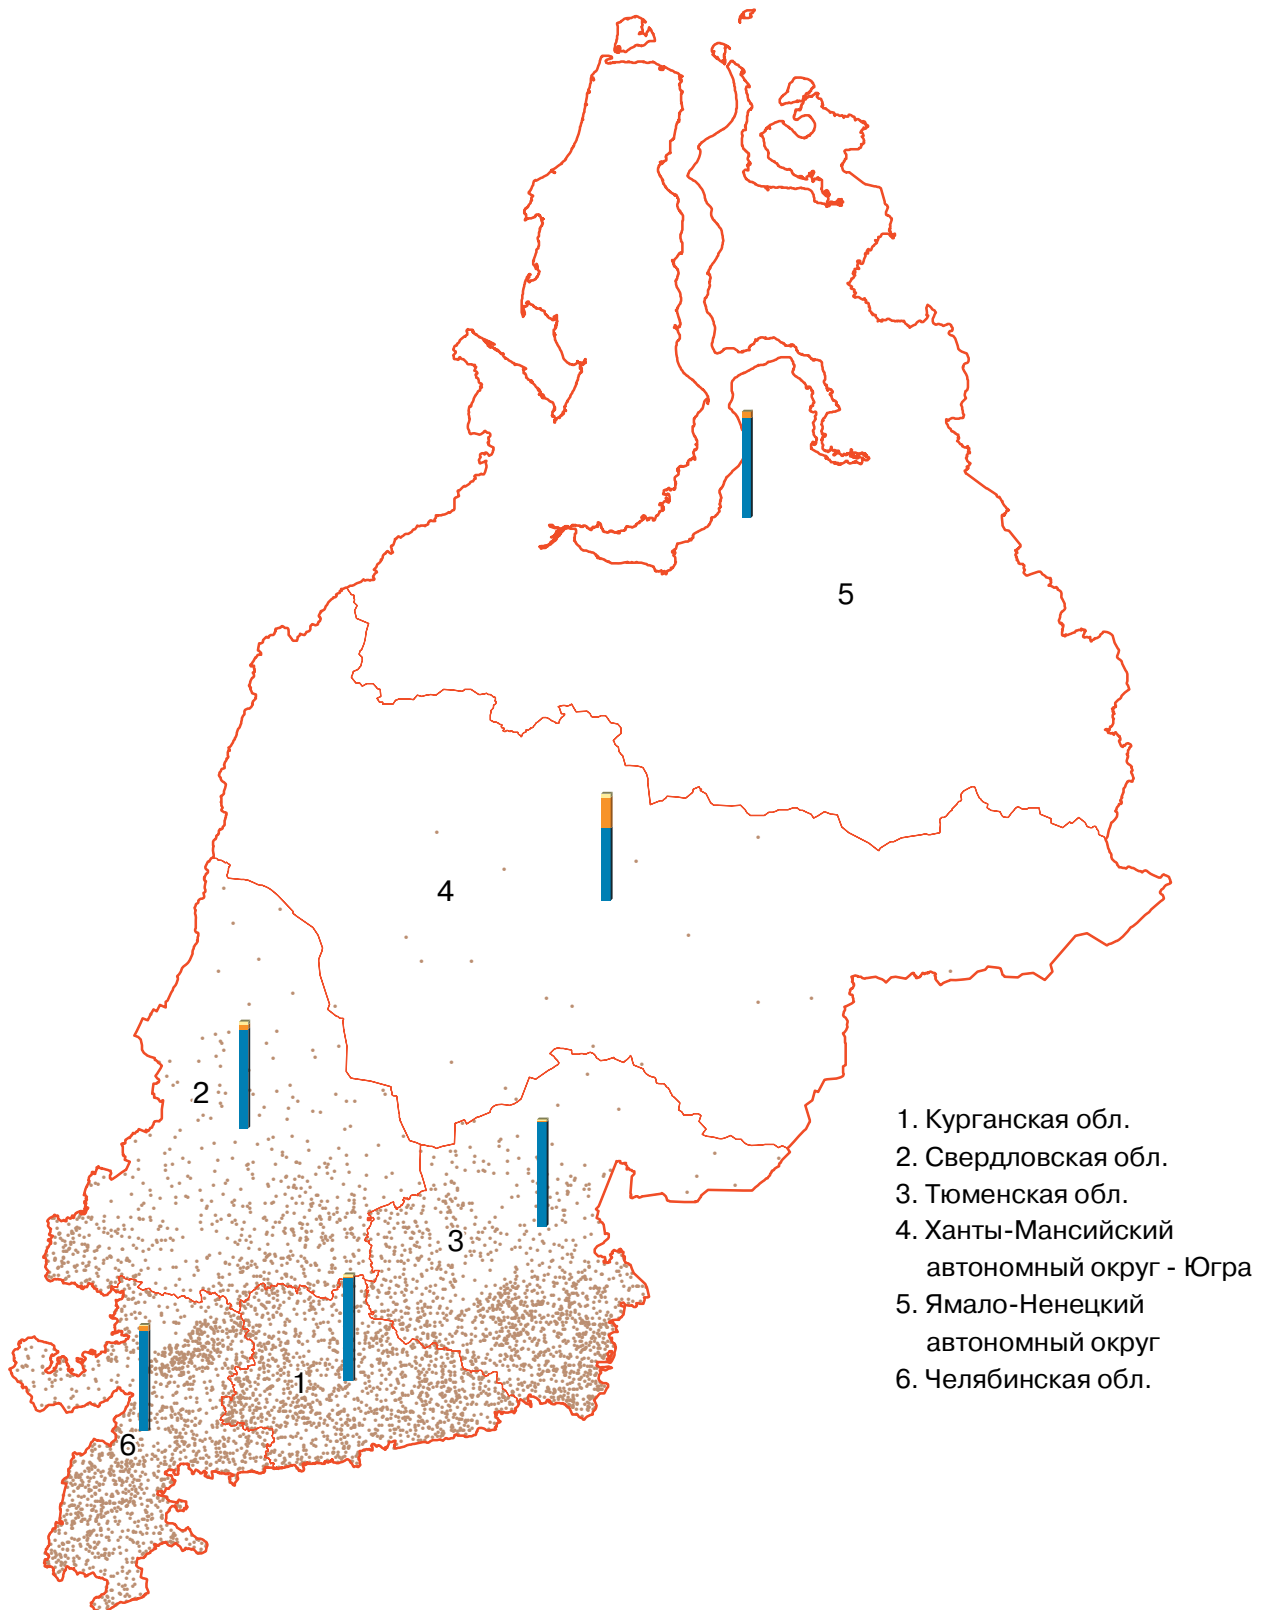 5
4
2
3
1
6
1. Курганская обл.
2. Свердловская обл.
3. Тюменская обл.
4. Ханты-Мансийский
автономный округ - Югра
5. Ямало-Ненецкий
автономный округ
6. Челябинская обл.